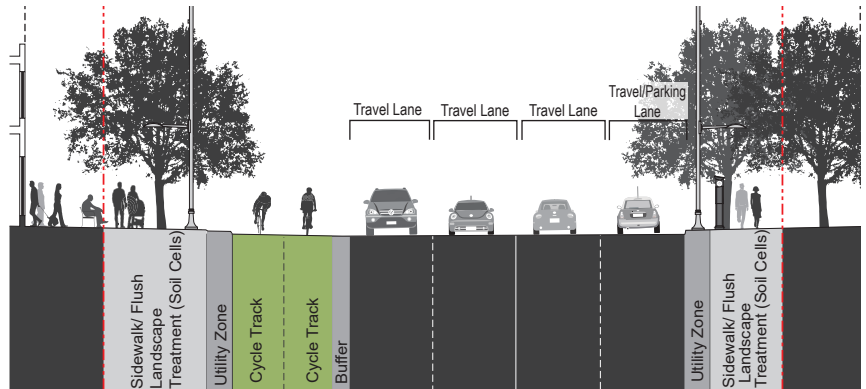 Travel Lane
Travel Lane
Travel Lane
Travel/Parking
Lane
Sidewalk/ Flush
Landscape
Treatment (Soil Cells)
Utility Zone
Cycle Track
Cycle Track
Buffer
Utility Zone
Sidewalk/ Flush
Landscape
Treatment (Soil Cells)